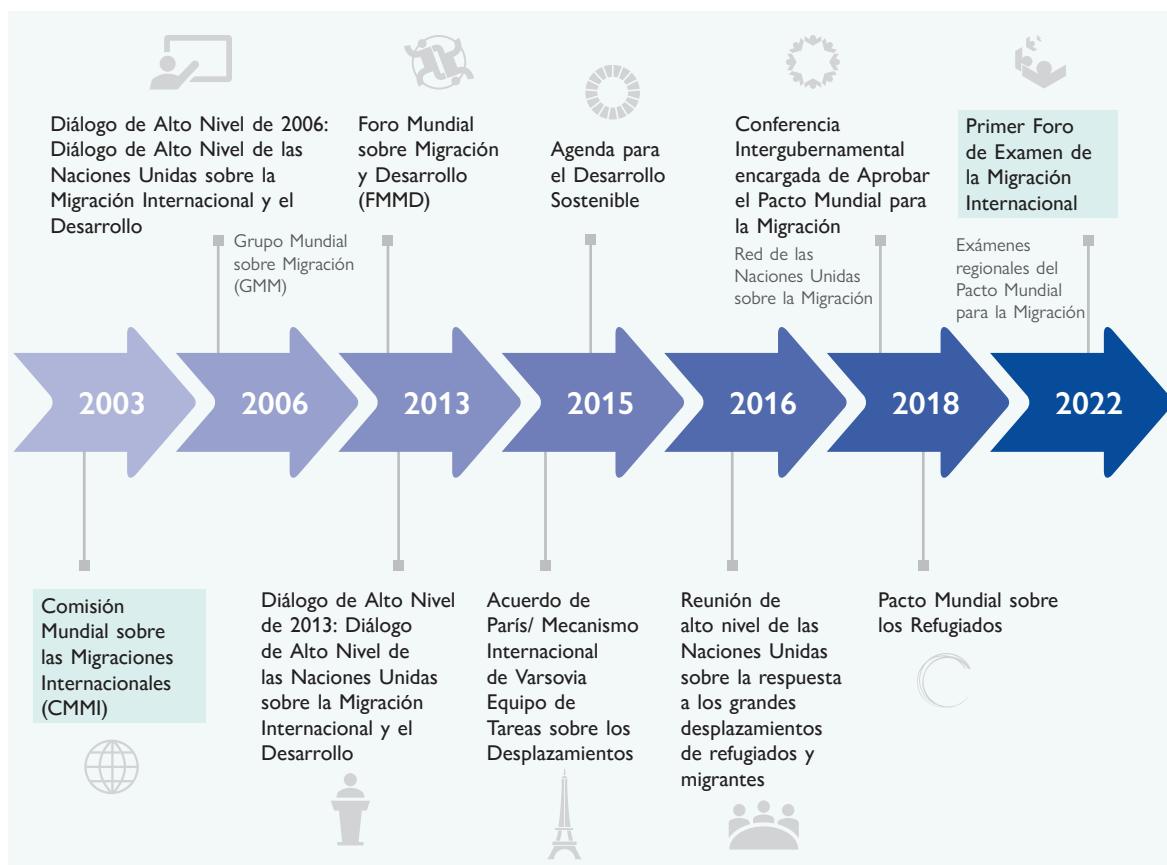 Diálogo de Alto Nivel de 2006:
Diálogo de Alto Nivel de las
Naciones Unidas sobre la
Migración Internacional y el
Desarrollo
Grupo Mundial
sobre Migración
(GMM)
Foro Mundial
sobre Migración
y Desarrollo
(FMMD)
Agenda para
el Desarrollo
Sostenible
Conferencia
Intergubernamental
encargada de Aprobar
el Pacto Mundial para
la Migración
Red de las
Naciones Unidas
sobre la Migración
Primer Foro
de Examen de
la Migración
Internacional
Exámenes
regionales del
Pacto Mundial
para la Migración
2003
2006
2013
2015
2016
2018
2022
Comisión
Mundial sobre
las Migraciones
Internacionales
(CMMI)
Diálogo de Alto Nivel
de 2013: Diálogo
de Alto Nivel de
las Naciones Unidas
sobre la Migración
Internacional y el
Desarrollo
Acuerdo de
París/ Mecanismo
Internacional
de Varsovia
Equipo de
Tareas sobre los
Desplazamientos
Reunión de
alto nivel de las
Naciones Unidas
sobre la respuesta
a los grandes
desplazamientos
de refugiados y
migrantes
Pacto Mundial sobre
los Refugiados